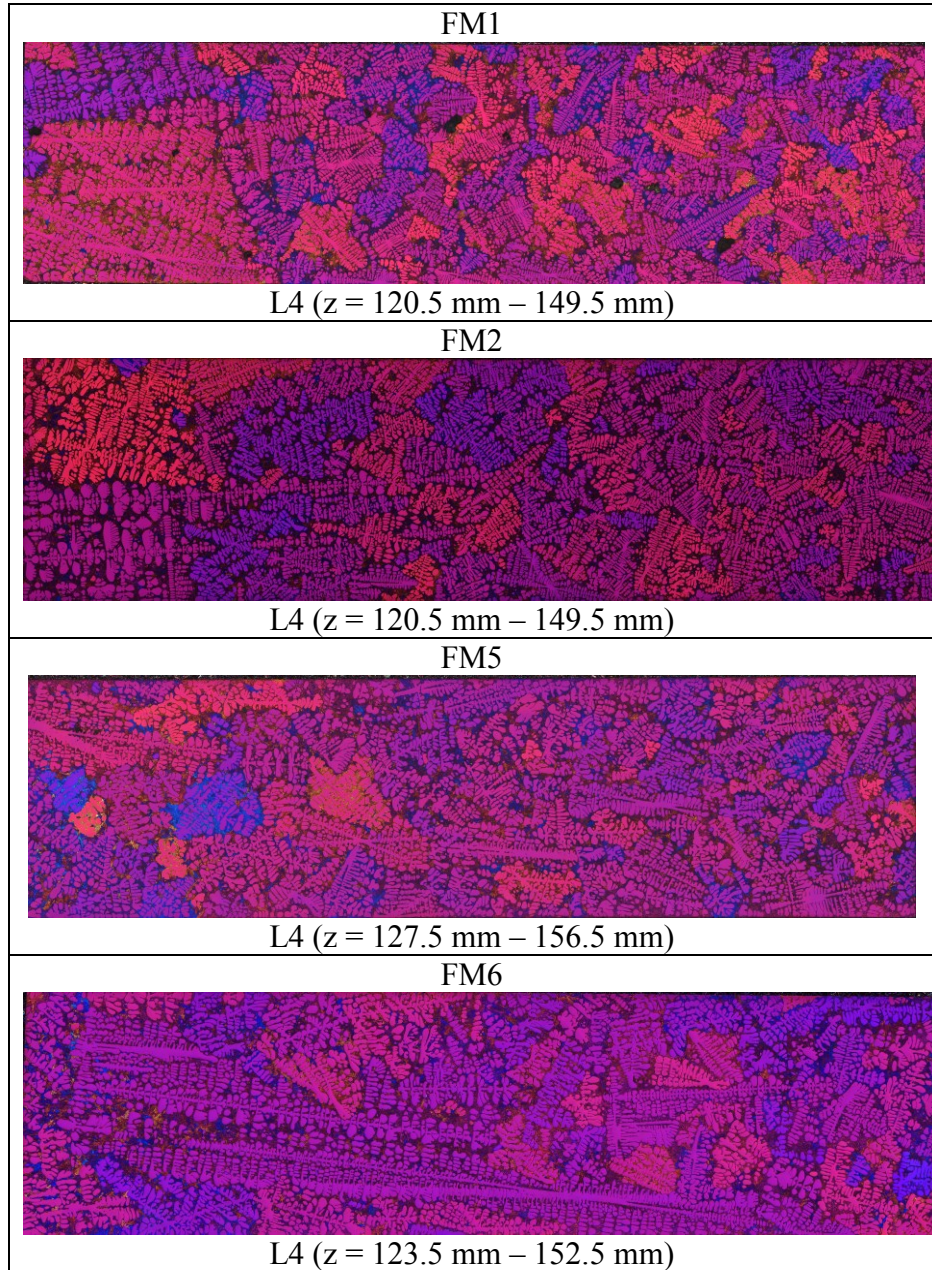 FM1
L4 (z = 120.5 mm – 149.5 mm)
FM2
L4 (z = 120.5 mm – 149.5 mm)
FM5
L4 (z = 127.5 mm – 156.5 mm)
FM6
L4 (z = 123.5 mm – 152.5 mm)